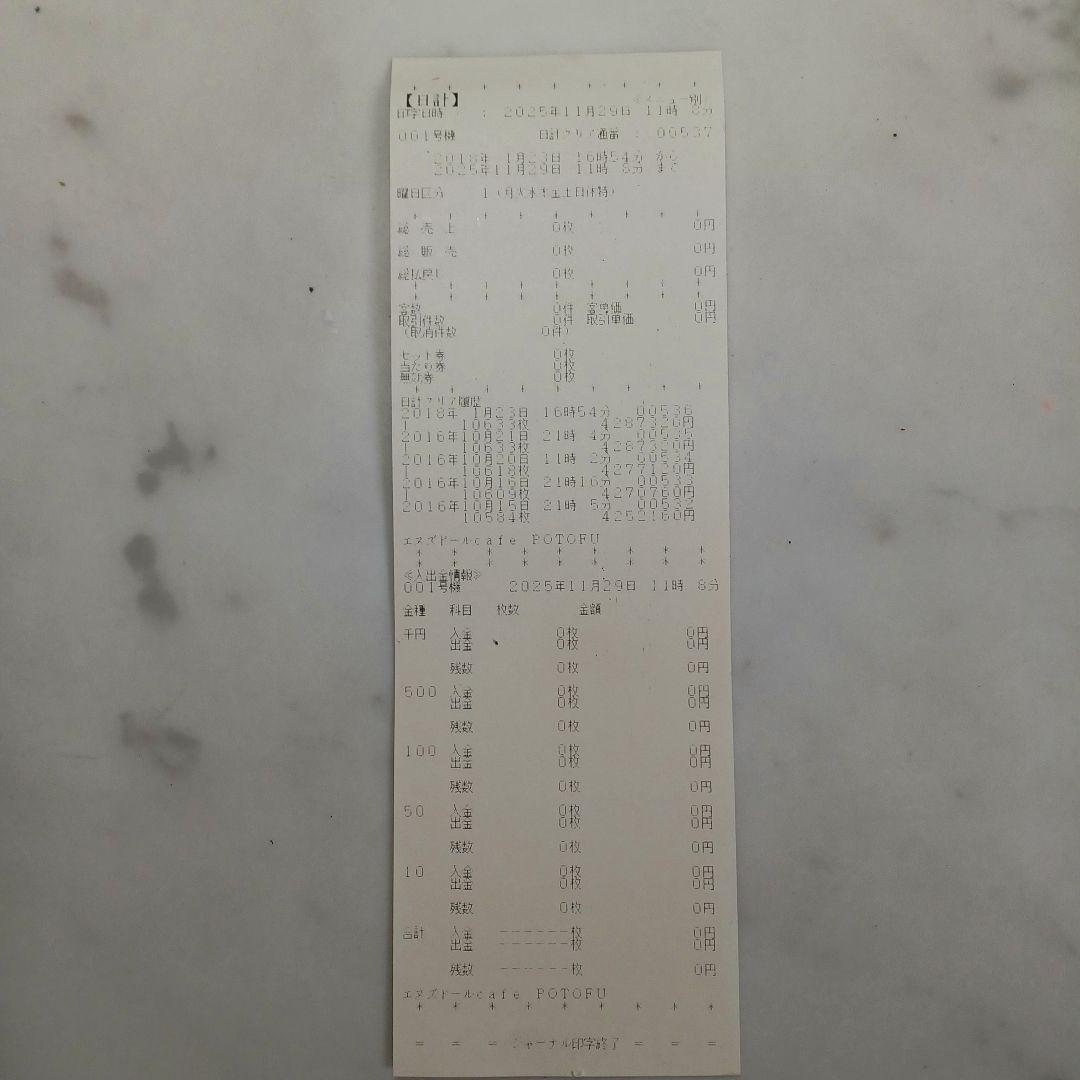 * * * * * * * * *
【日計】 ≪メニュー別≫
印字日時 : 2025年11月29日 11時 8分
001号機 日計クリア通番 : 00537
2018年 1月23日 16時54分 から
2025年11月29日 11時 8分 まで
曜日区分 1(月火水木金土日休特)
* * * * * * * * *
総 売 上 0枚 0円
総 販 売 0枚 0円
総払戻し 0枚 0円
* * * * * * * * *
* * * * * * * * *
客数 0件 客単価 0円
取引件数 0件 取引単価 0円
(取消件数 0件)
セット券 0枚
当たり券 0枚
無効券 0枚
* * * * * * * * *
日計クリア履歴
2018年 1月23日 16時54分 00536
10633枚 4287320円
2016年10月21日 21時 4分 00535
10633枚 4287320円
2016年10月20日 11時 2分 00534
10618枚 4277120円
2016年10月16日 21時16分 00533
10609枚 4270760円
2016年10月15日 21時 5分 00532
10584枚 4252160円
エヌズドールcafe POTOFU
* * * * * * * * *
* * * * * * * * *
≪入出金情報≫
001号機 2025年11月29日 11時 8分
金種 科目 枚数 金額
千円 入金 0枚 0円
出金 0枚 0円
残数 0枚 0円
500 入金 0枚 0円
出金 0枚 0円
残数 0枚 0円
100 入金 0枚 0円
出金 0枚 0円
残数 0枚 0円
50 入金 0枚 0円
出金 0枚 0円
残数 0枚 0円
10 入金 0枚 0円
出金 0枚 0円
残数 0枚 0円
合計 入金 ------枚 0円
出金 ------枚 0円
残数 ------枚 0円
エヌズドールcafe POTOFU
* * * * * * * * *
= = = ジャーナル印字終了 = = =